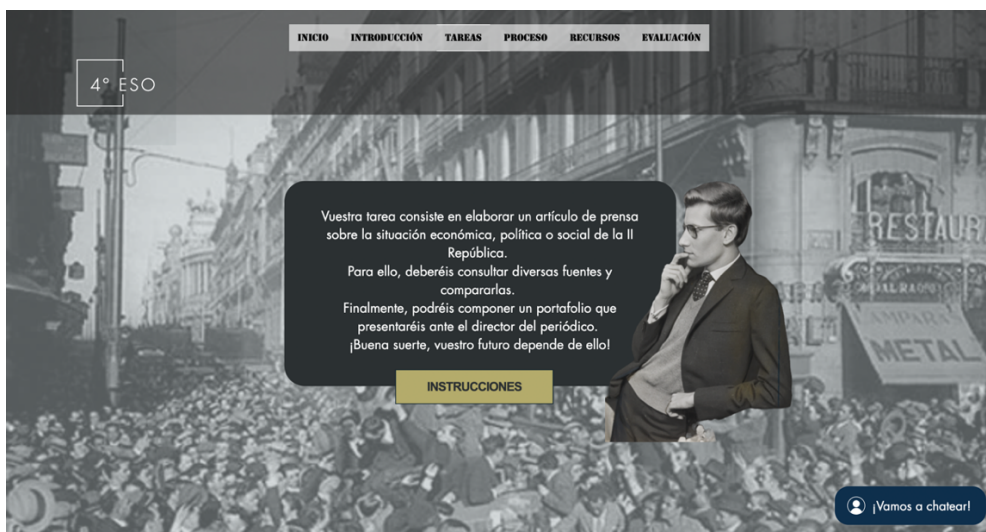 INICIO INTRODUCCIÓN TAREAS PROCESO RECURSOS EVALUACIÓN
4º ESO
Vuestra tarea consiste en elaborar un artículo de prensa
sobre la situación económica, política o social de la II
República.
Para ello, deberéis consultar diversas fuentes y
compararlas.
Finalmente, podréis componer un portafolio que
presentaréis ante el director del periódico.
¡Buena suerte, vuestro futuro depende de ello!
INSTRUCCIONES
RESTAUR
METAL
¡Vamos a chatear!